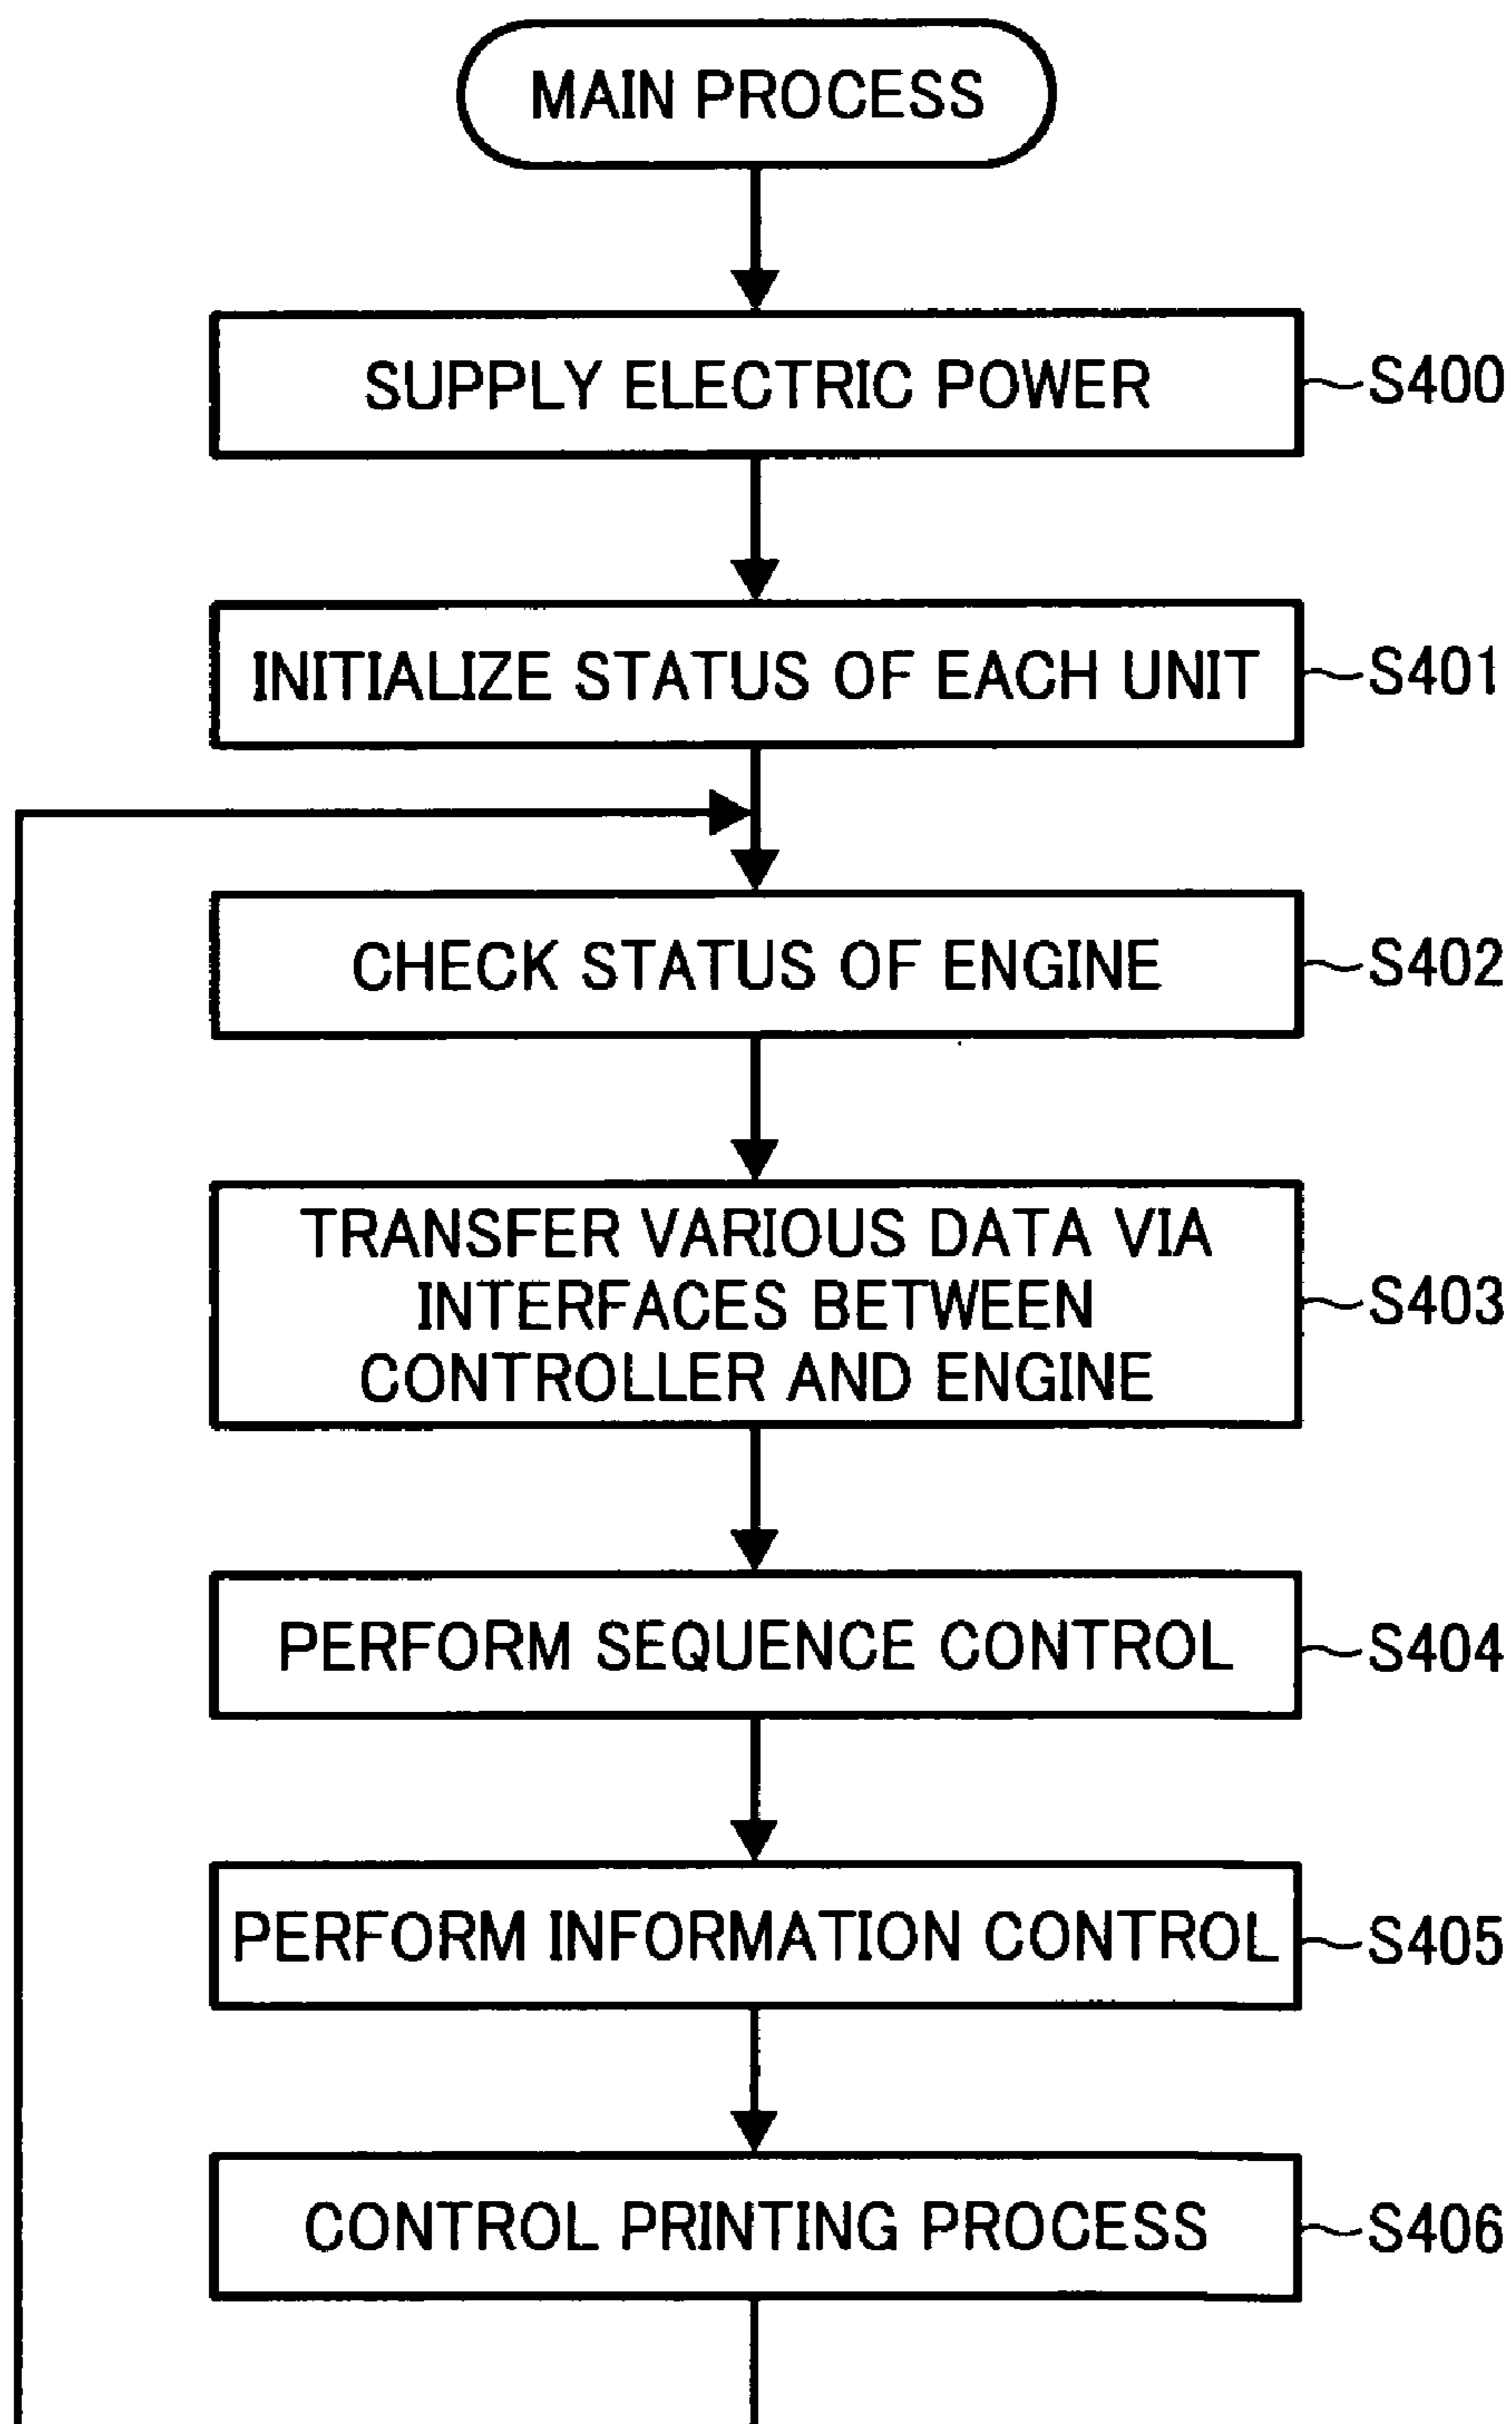 MAIN PROCESS
SUPPLY ELECTRIC POWER
S400
INITIALIZE STATUS OF EACH UNIT
S401
CHECK STATUS OF ENGINE
S402
TRANSFER VARIOUS DATA VIA
INTERFACES BETWEEN
CONTROLLER AND ENGINE
S403
PERFORM SEQUENCE CONTROL
S404
PERFORM INFORMATION CONTROL
S405
CONTROL PRINTING PROCESS
S406